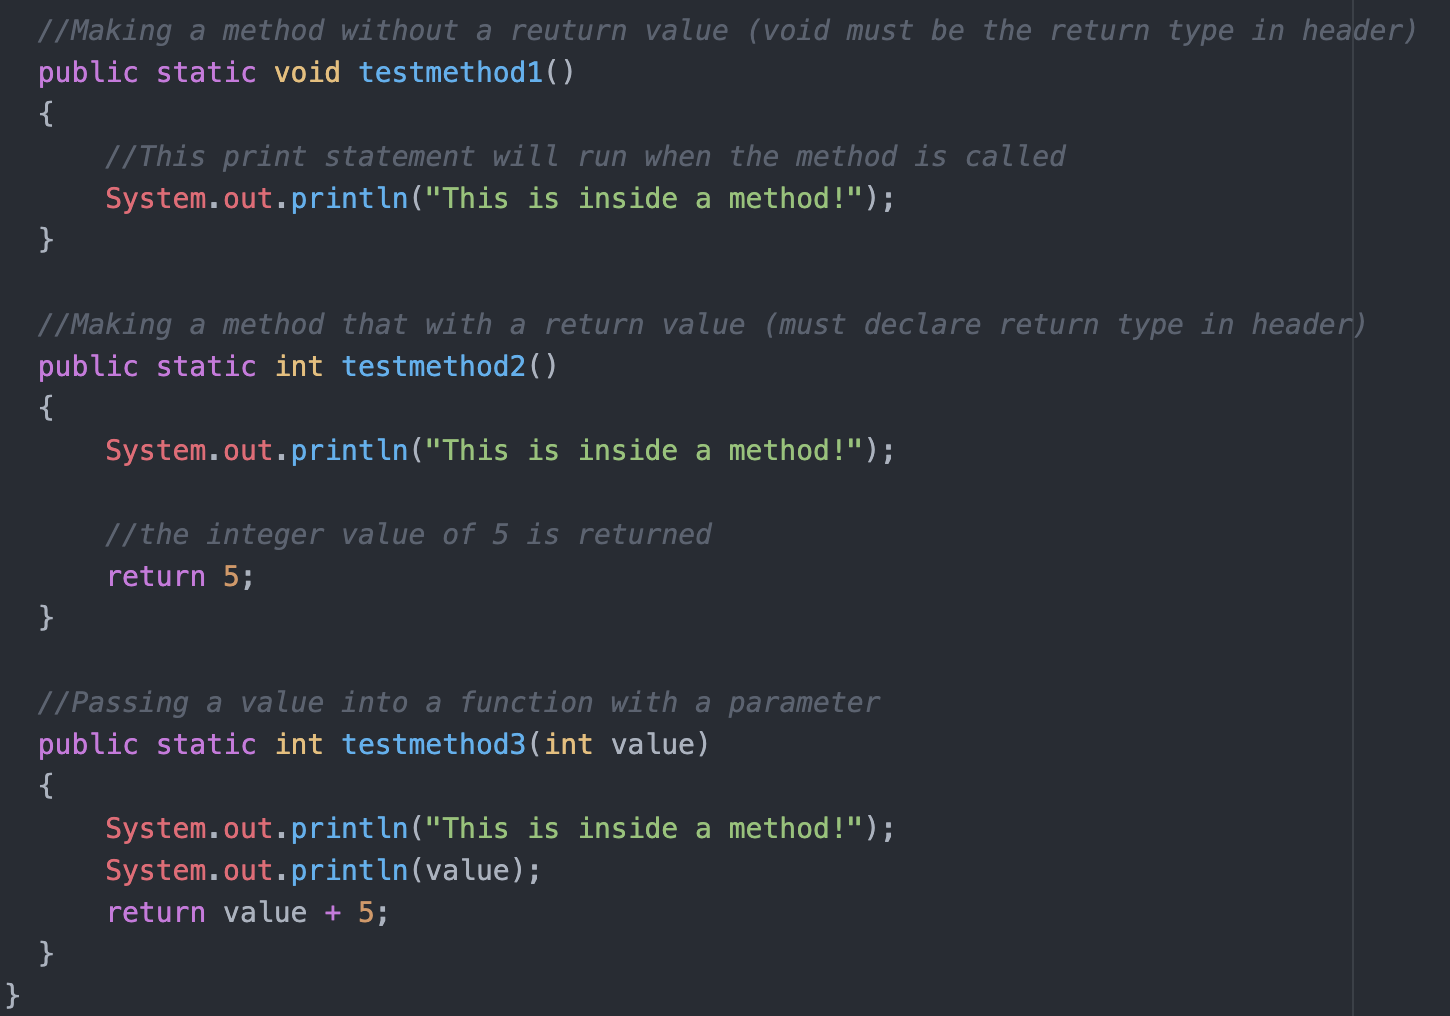 //Making a method without a reuturn value (void must be the return type in header)
public static void testmethod1()
{
//This print statement will run when the method is called
System.out.println("This is inside a method!");
}
//Making a method that with a return value (must declare return type in header)
public static int testmethod2()
{
System.out.println("This is inside a method!");
//the integer value of 5 is returned
return 5;
}
//Passing a value into a function with a parameter
public static int testmethod3(int value)
{
System.out.println("This is inside a method!");
System.out.println(value);
return value + 5;
}
}